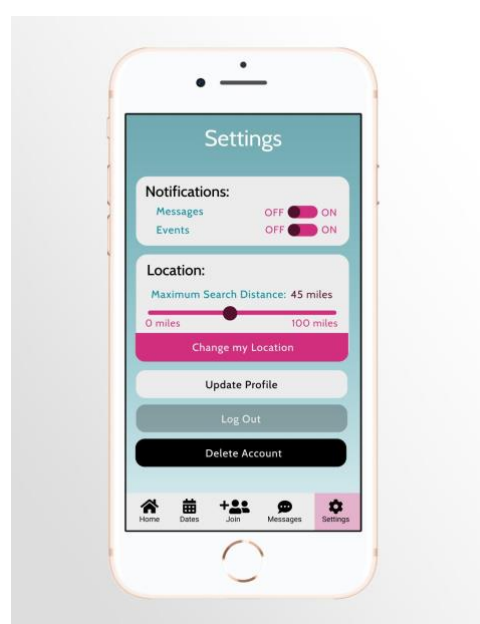 Settings
Notifications:
Messages OFF ON
Events OFF ON
Location:
Maximum Search Distance: 45 miles
0 miles 100 miles
Change my Location
Update Profile
Log Out
Delete Account
Home Dates Join Messages Settings